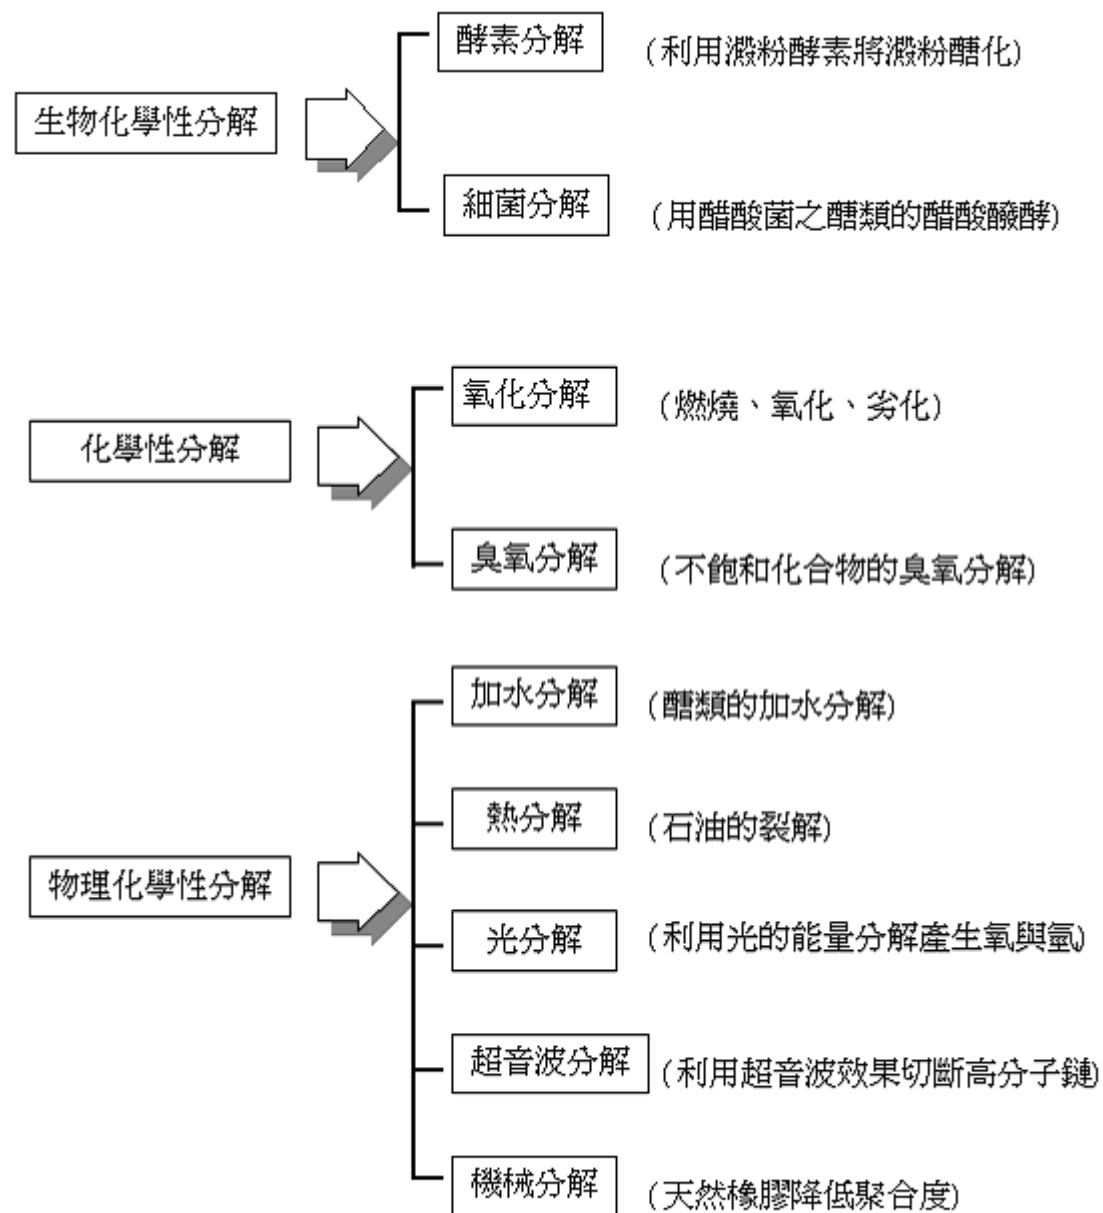 生物化學性分解
酵素分解
(利用澱粉酵素將澱粉醣化)
細菌分解
(用醋酸菌之醣類的醋酸醱酵)
化學性分解
氧化分解
(燃燒、氧化、劣化)
臭氧分解
(不飽和化合物的臭氧分解)
物理化學性分解
加水分解
(醣類的加水分解)
熱分解
(石油的裂解)
光分解
(利用光的能量分解產生氧與氫)
超音波分解
(利用超音波效果切斷高分子鏈)
機械分解
(天然橡膠降低聚合度)